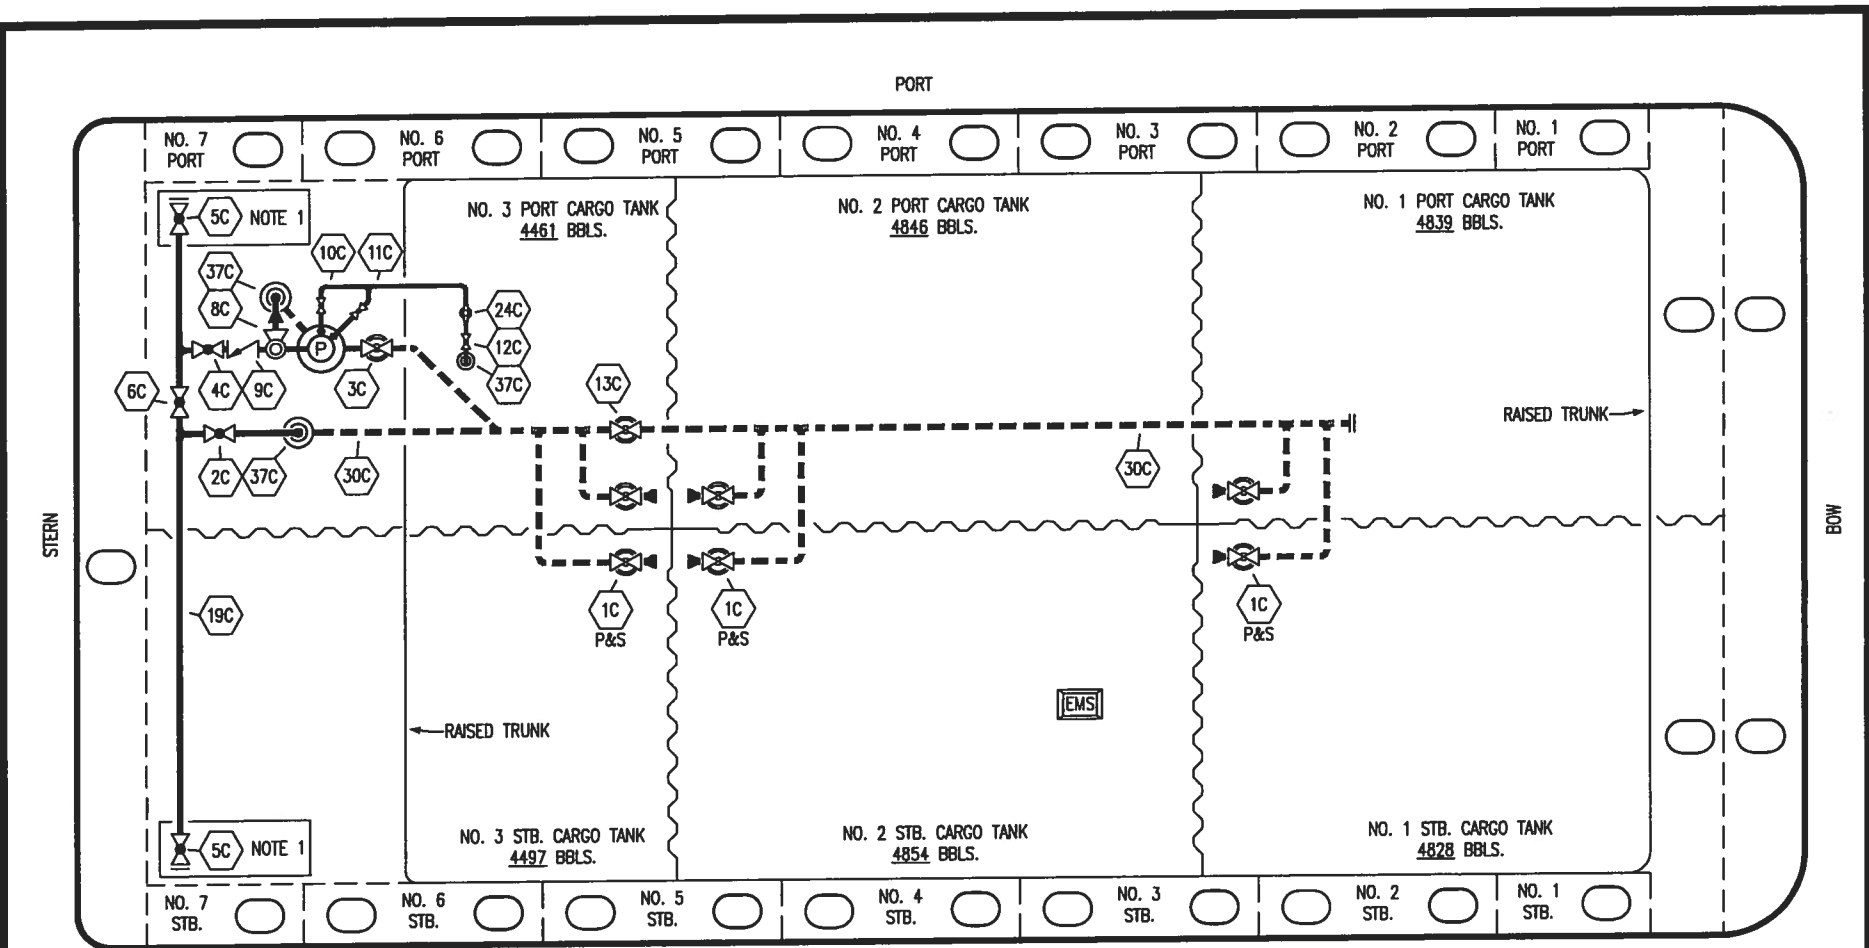 PORT
NO. 7
PORT
NO. 6
PORT
NO. 5
PORT
NO. 4
PORT
NO. 3
PORT
NO. 2
PORT
NO. 1
PORT
5C NOTE 1
NO. 3 PORT CARGO TANK
4461 BBLS.
NO. 2 PORT CARGO TANK
4846 BBLS.
NO. 1 PORT CARGO TANK
4839 BBLS.
10C
11C
37C
8C
24C
12C
37C
6C
4C
9C
3C
13C
RAISED TRUNK
2C
37C
30C
30C
STERN
BOW
19C
1C
P&S
1C
P&S
1C
P&S
EMS
RAISED TRUNK
NO. 3 STB. CARGO TANK
4497 BBLS.
NO. 2 STB. CARGO TANK
4854 BBLS.
NO. 1 STB. CARGO TANK
4828 BBLS.
P
5C NOTE 1
NO. 7
STB.
NO. 6
STB.
NO. 5
STB.
NO. 4
STB.
NO. 3
STB.
NO. 2
STB.
NO. 1
STB.